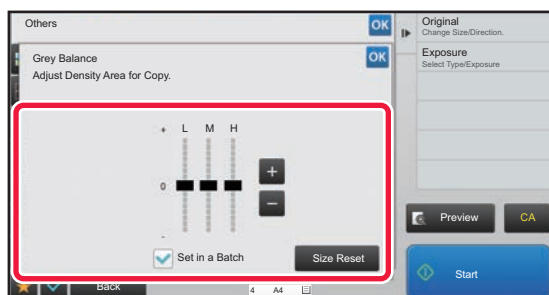 Others
OK
Grey Balance
OK
Adjust Density Area for Copy.
+ L M H
+
0
−
-
Set in a Batch
Size Reset
Back
4 A4
Original
Change Size/Direction.
Exposure
Select Type/Exposure
Preview
CA
Start